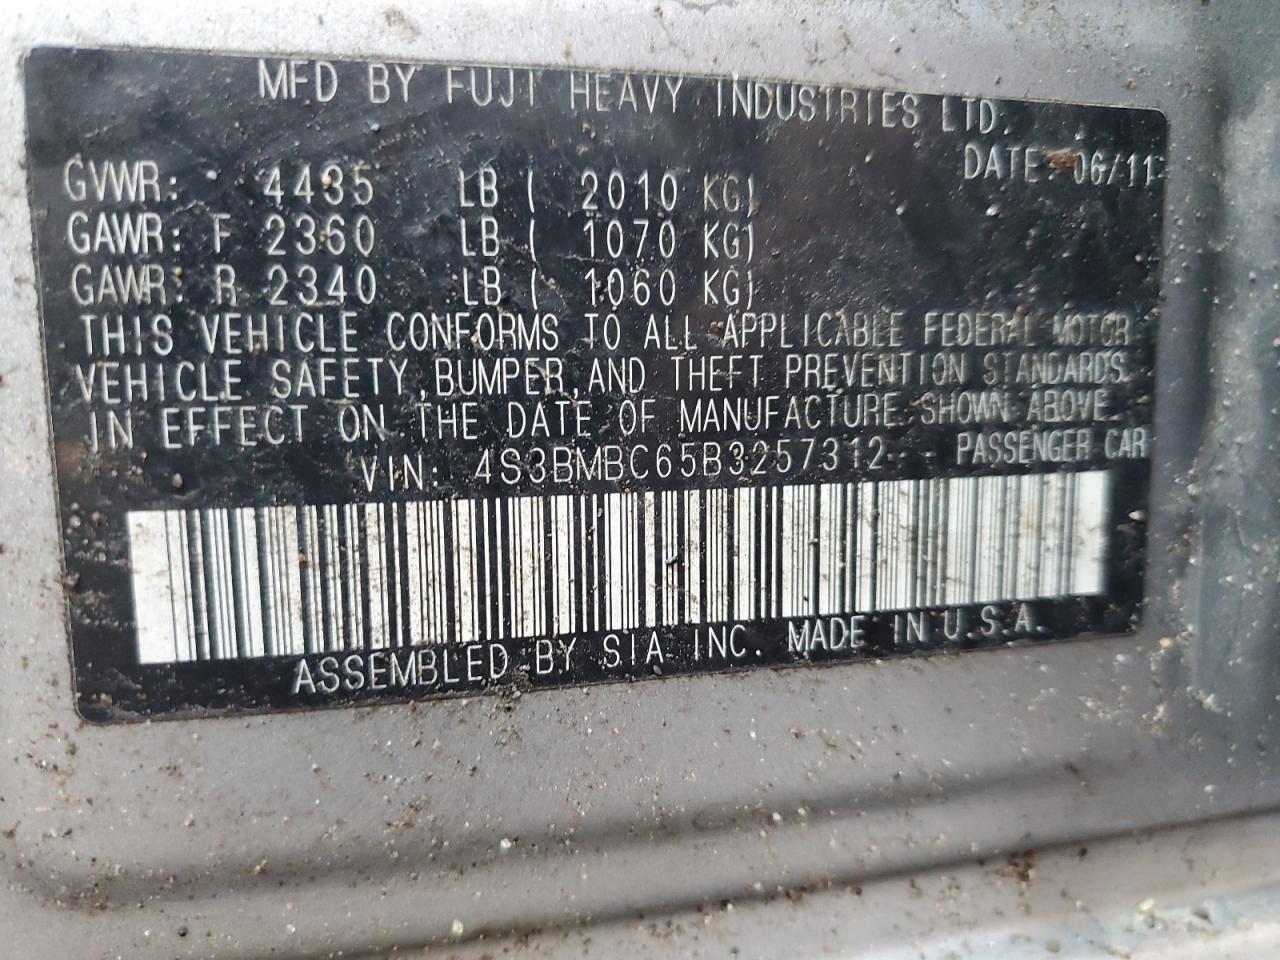 MFD BY FUJI HEAVY INDUSTRIES LTD.
DATE 06/11
GVWR: 4435 LB ( 2010 KG)
GAWR: F 2360 LB ( 1070 KG)
GAWR: R 2340 LB ( 1060 KG)
THIS VEHICLE CONFORMS TO ALL APPLICABLE FEDERAL MOTOR
VEHICLE SAFETY,BUMPER,AND THEFT PREVENTION STANDARDS
IN EFFECT ON THE DATE OF MANUFACTURE SHOWN ABOVE
VIN: 4S3BMBC65B3257312 PASSENGER CAR
ASSEMBLED BY SIA INC. MADE IN U.S.A.